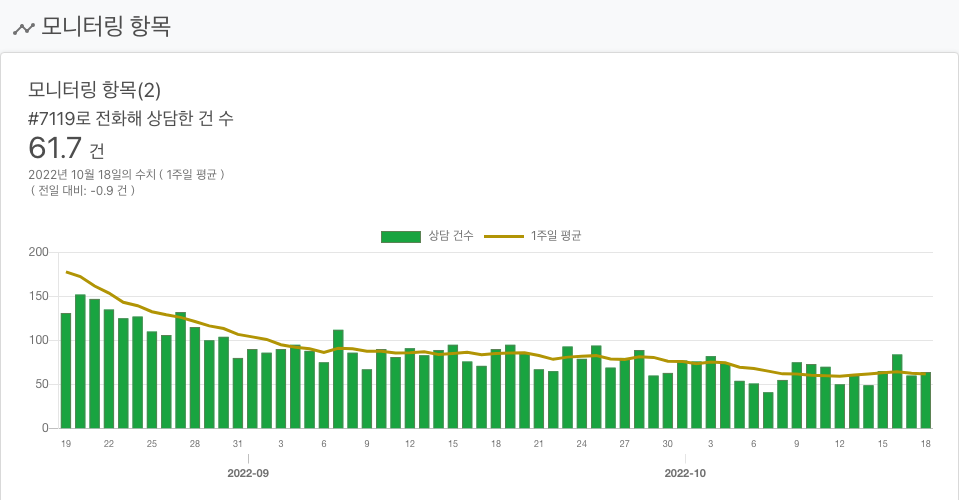 모니터링 항목
모니터링 항목(2)
#7119로 전화해 상담한 건 수
61.7 건
2022년 10월 18일의 수치 ( 1주일 평균 )
( 전일 대비: -0.9 건 )
상담 건수 1주일 평균
200
150
100
50
0
19 22 25 28 31 3 6 9 12 15 18 21 24 27 30 3 6 9 12 15 18
2022-09 2022-10